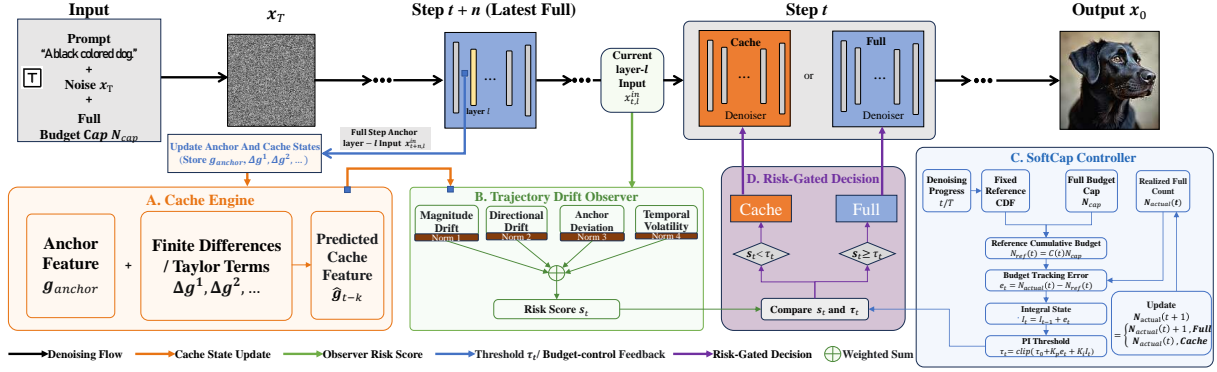 Input
Prompt
"Ablack colored dog."
+
T
Noise x_T
+
Full
Budget Cap N_cap
x_T
Step t + n (Latest Full)
...
layer l
Current
layer-l
Input
x_{t,l}^{in}
Step t
Cache
...
Denoiser
or
Full
...
Denoiser
Output x_0
Update Anchor And Cache States
(Store g_anchor, Δg^1, Δg^2, ...)
Full Step Anchor
layer − l Input x_{t+n,l}^{in}
A. Cache Engine
Anchor
Feature
g_anchor
+
Finite Differences
/ Taylor Terms
Δg^1, Δg^2, ...
Predicted
Cache
Feature
ĝ_{t−k}
B. Trajectory Drift Observer
Magnitude
Drift
Norm 1
Directional
Drift
Norm 2
Anchor
Deviation
Norm 3
Temporal
Volatility
Norm 4
Risk Score s_t
D. Risk-Gated Decision
Cache
Full
s_t < τ_t
s_t ≥ τ_t
Compare s_t and τ_t
C. SoftCap Controller
Denoising
Progress
t/T
Fixed
Reference
CDF
Full Budget
Cap
N_cap
Realized Full
Count
N_actual(t)
Reference Cumulative Budget
N_ref(t) = C(t)N_cap
Budget Tracking Error
e_t = N_actual(t) − N_ref(t)
Integral State
I_t = I_{t−1} + e_t
PI Threshold
τ_t = clip(τ_0+K_p e_t + K_i I_t)
Update
N_actual(t+1)
= { N_actual(t) + 1, Full
N_actual(t), Cache
Denoising Flow
Cache State Update
Observer Risk Score
Threshold τ_t/ Budget-control Feedback
Risk-Gated Decision
Weighted Sum